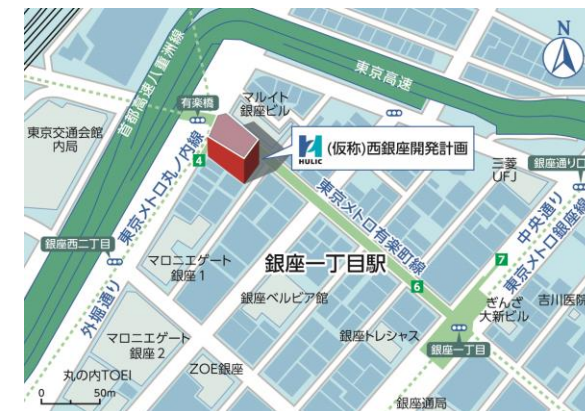 N
首都高速八重洲線
東京高速
有楽橋
マルイト
銀座ビル
東京交通会館
内局
HULIC
(仮称)西銀座開発計画
4
東京メトロ丸ノ内線
三菱
UFJ
銀座通り口
東京メトロ有楽町線
中央通り
東京メトロ銀座線
銀座西二丁目
マロニエゲート
銀座1
銀座一丁目駅
7
外堀通り
銀座ベルビア館
6
ぎんざ
大新ビル
吉川医院
マロニエゲート
銀座2
銀座トレシャス
銀座一丁目
丸の内TOEI
ZOE銀座
0
50m
銀座通局